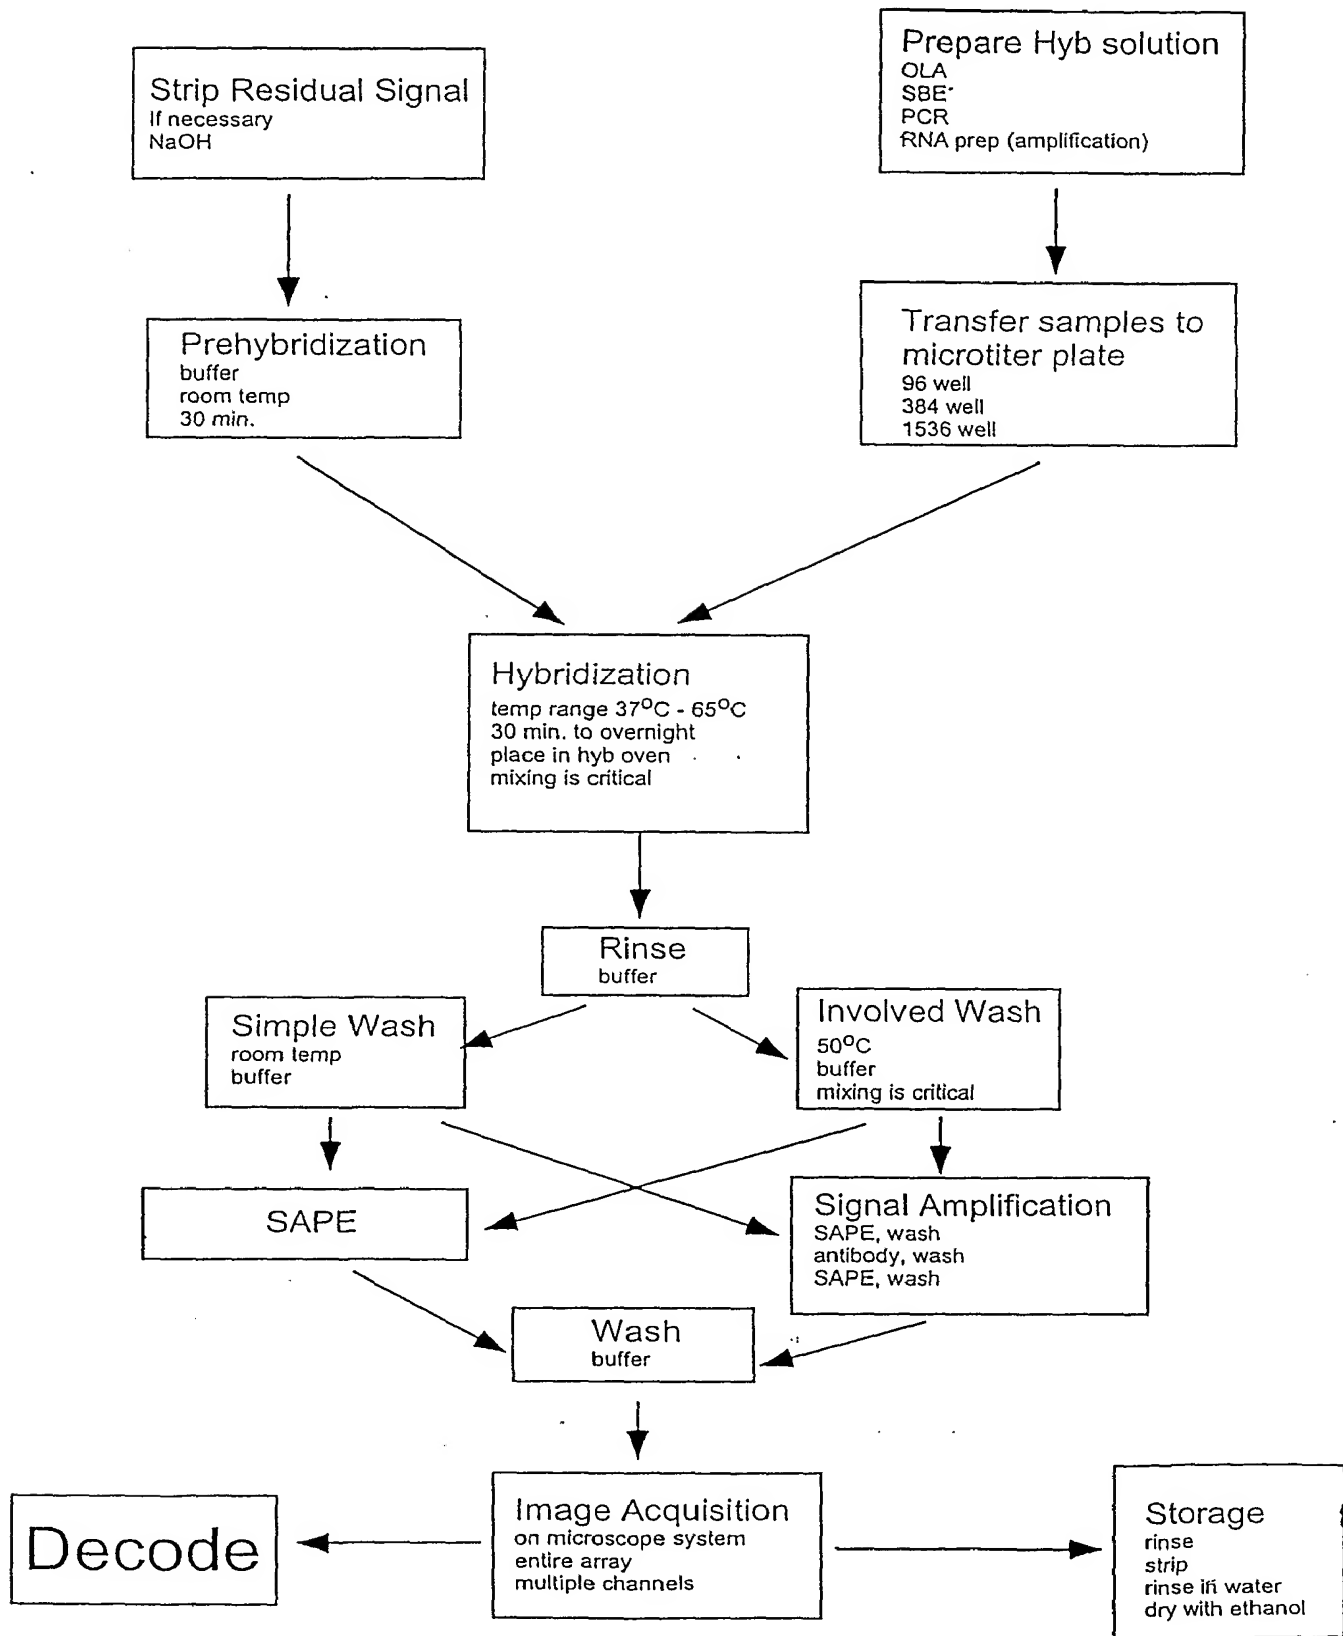 Strip Residual Signal
If necessary
NaOH
Prepare Hyb solution
OLA
SBE
PCR
RNA prep (amplification)
Prehybridization
buffer
room temp
30 min.
Transfer samples to
microtiter plate
96 well
384 well
1536 well
Hybridization
temp range 37°C - 65°C
30 min. to overnight
place in hyb oven
mixing is critical
Rinse
buffer
Simple Wash
room temp
buffer
Involved Wash
50°C
buffer
mixing is critical
SAPE
Signal Amplification
SAPE, wash
antibody, wash
SAPE, wash
Wash
buffer
Decode
Image Acquisition
on microscope system
entire array
multiple channels
Storage
rinse
strip
rinse in water
dry with ethanol